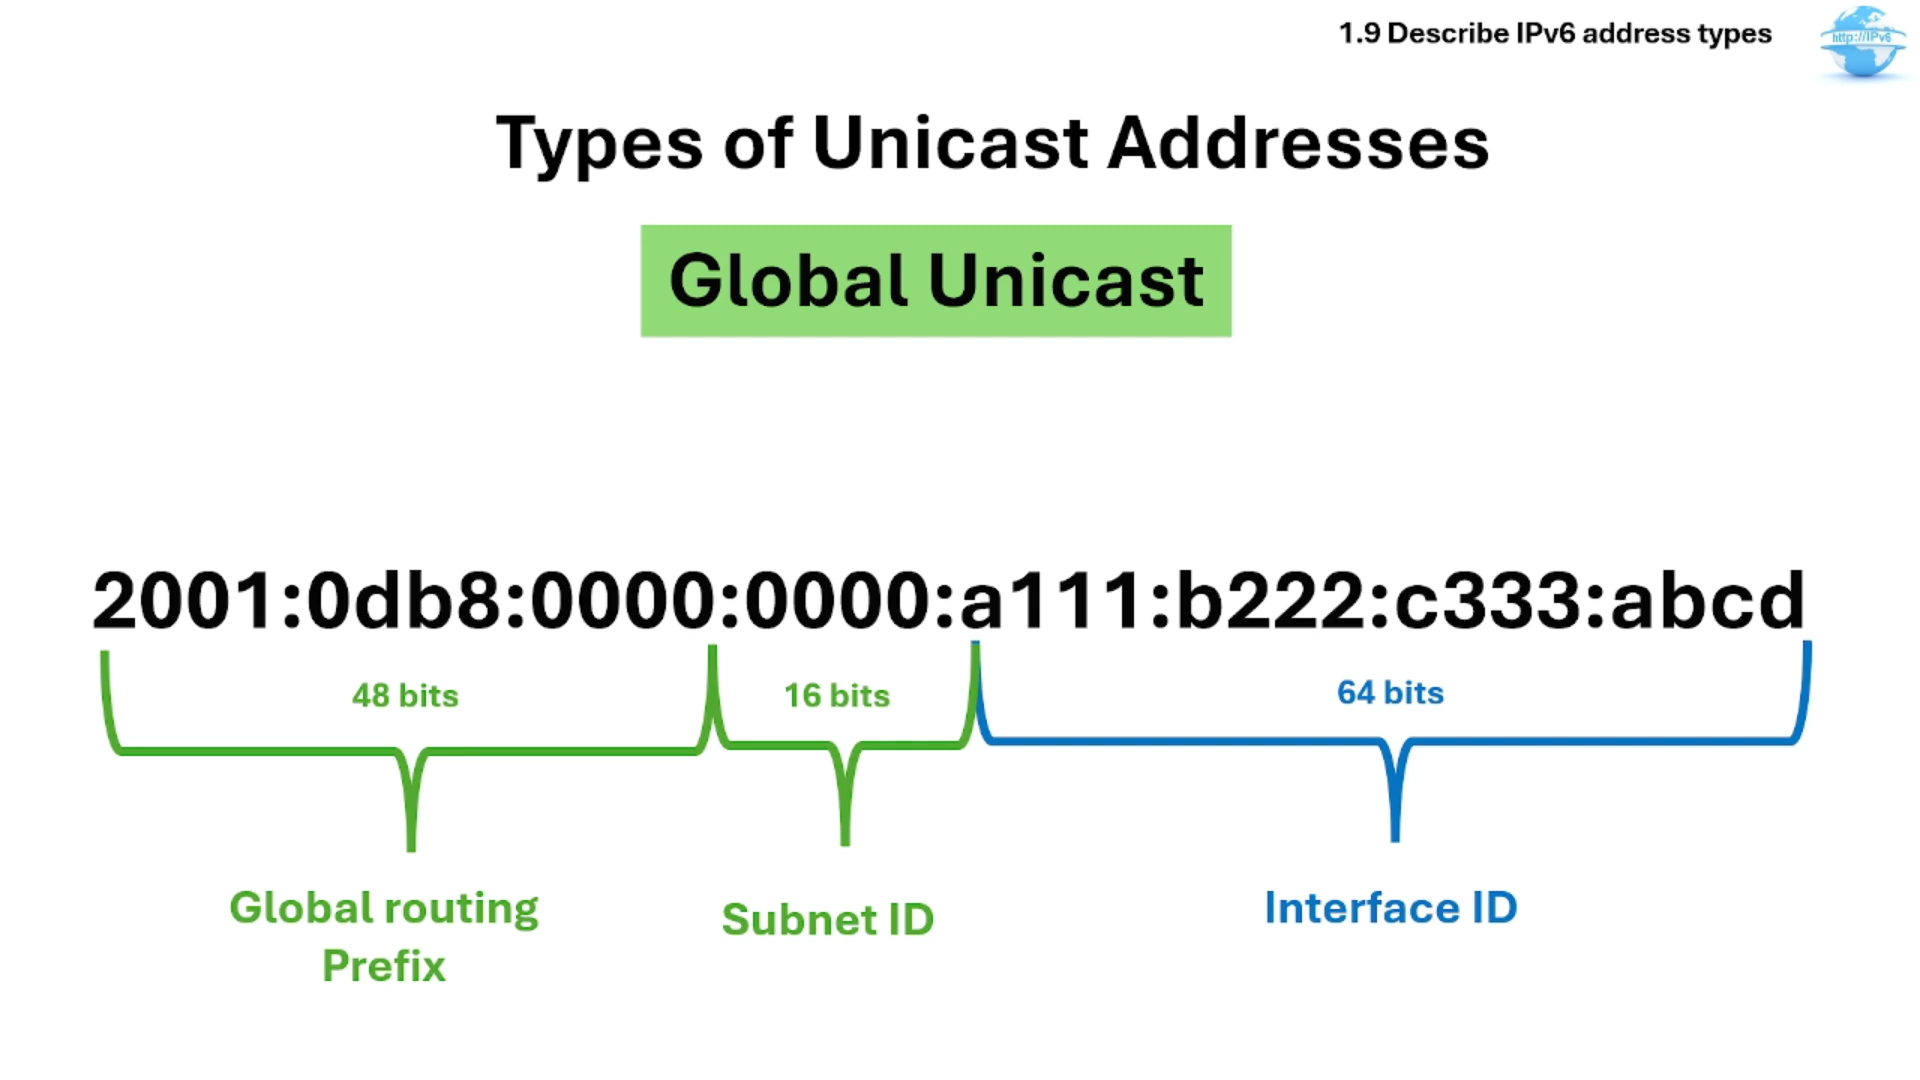 1.9 Describe IPv6 address types
http://IPv6
Types of Unicast Addresses
Global Unicast
2001:0db8:0000:0000:a111:b222:c333:abcd
48 bits
16 bits
64 bits
Global routing
Prefix
Subnet ID
Interface ID